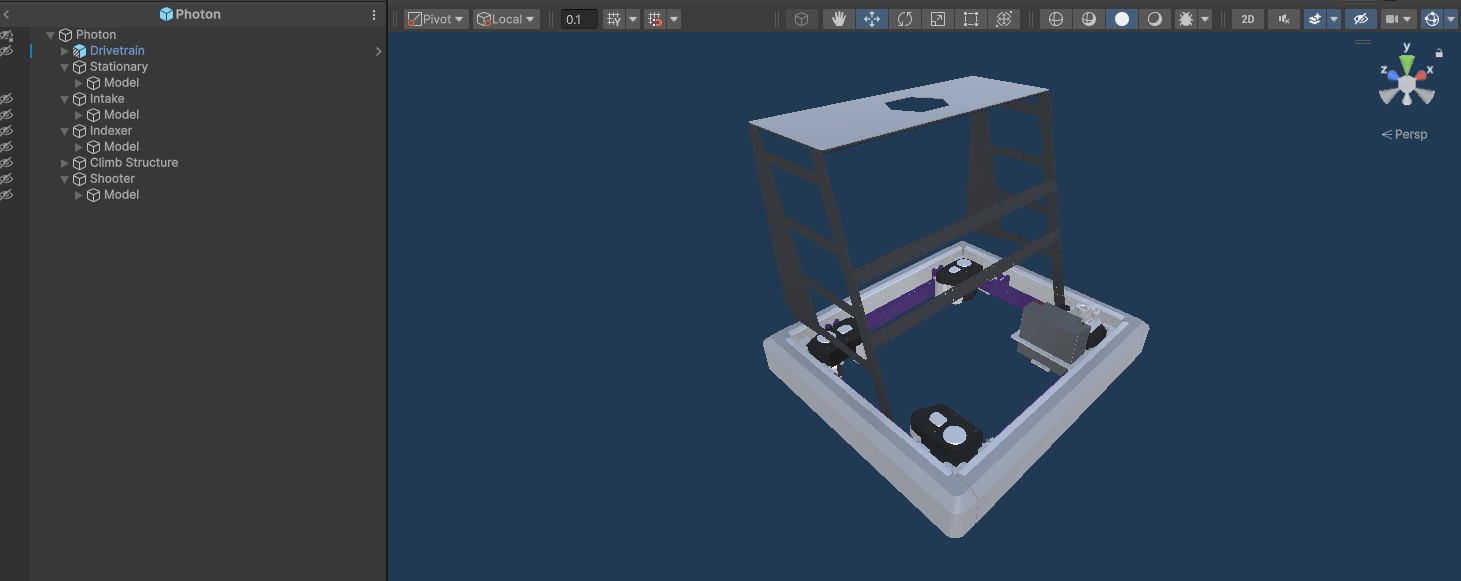 Photon
Pivot
Local
0.1
2D
Photon
Drivetrain
Stationary
Model
Intake
Model
Indexer
Model
Climb Structure
Shooter
Model
y
z
x
Persp